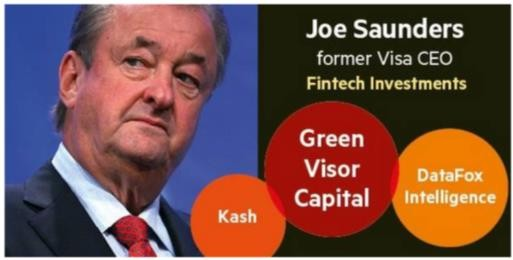 Joe Saunders
former Visa CEO
Fintech Investments
Green
Visor
Capital
DataFox
Intelligence
Kash